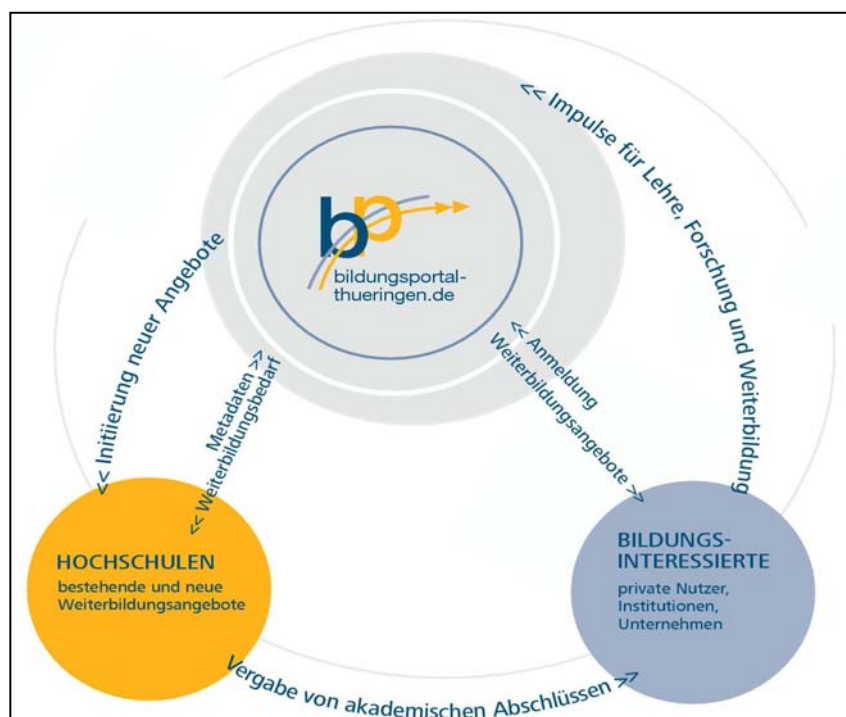 << Impulse für Lehre, Forschung und Weiterbildung
bp
bildungsportal-
thueringen.de
<< Initiierung neuer Angebote
Metadaten >>
<< Weiterbildungsbedarf
<< Anmeldung
Weiterbildungsangebote >>
HOCHSCHULEN
bestehende und neue
Weiterbildungsangebote
BILDUNGS-
INTERESSIERTE
private Nutzer,
Institutionen,
Unternehmen
Vergabe von akademischen Abschlüssen >>